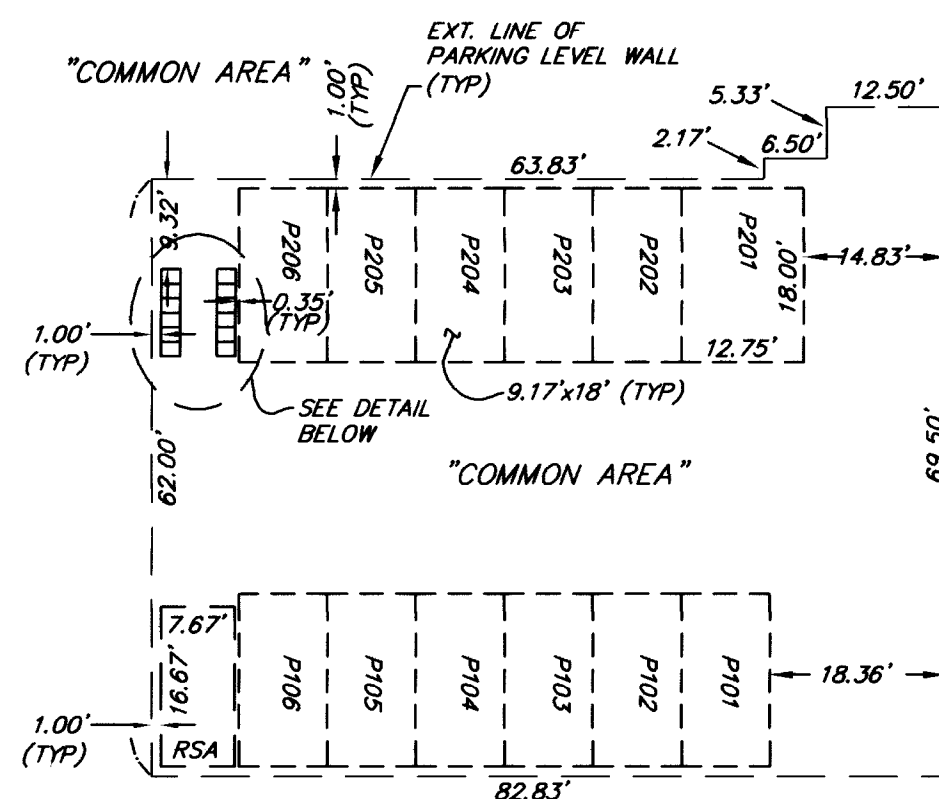 EXT. LINE OF
PARKING LEVEL WALL
(TYP)
"COMMON AREA"
1.00'
(TYP)
5.33'
12.50'
2.17'
6.50'
63.83'
9.32'
P206
P205
P204
P203
P202
P201
18.00'
14.83'
0.35'
(TYP)
1.00'
(TYP)
12.75'
9.17'x18' (TYP)
SEE DETAIL
BELOW
62.00'
"COMMON AREA"
69.50'
7.67'
16.67'
RSA
P106
P105
P104
P103
P102
P101
18.36'
1.00'
(TYP)
82.83'